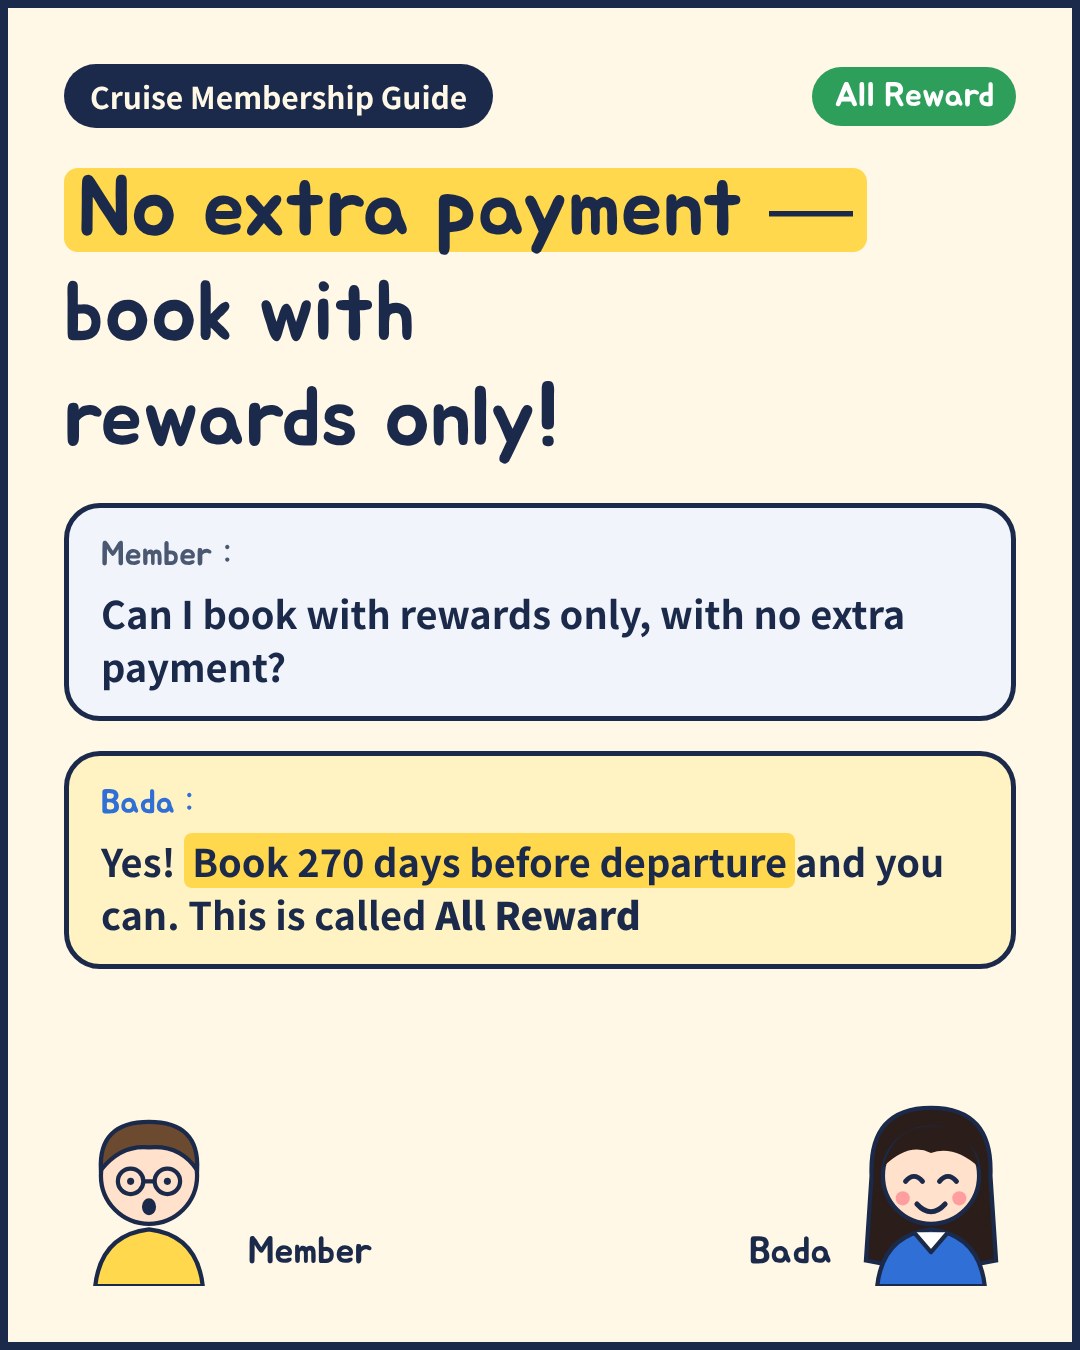 Cruise Membership Guide
All Reward
No extra payment —
book with
rewards only!
Member :
Can I book with rewards only, with no extra
payment?
Bada :
Yes! Book 270 days before departure and you
can. This is called All Reward
Member
Bada